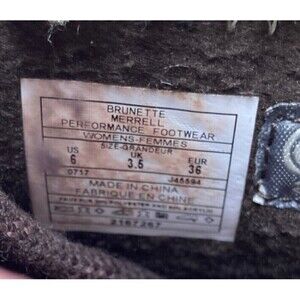 BRUNETTE
MERRELL
PERFORMANCE FOOTWEAR
WOMENS-FEMMES
SIZE-GRANDEUR
US UK EUR
6 3.5 36
0717 J45594
MADE IN CHINA
FABRIQUE EN CHINE
2187267